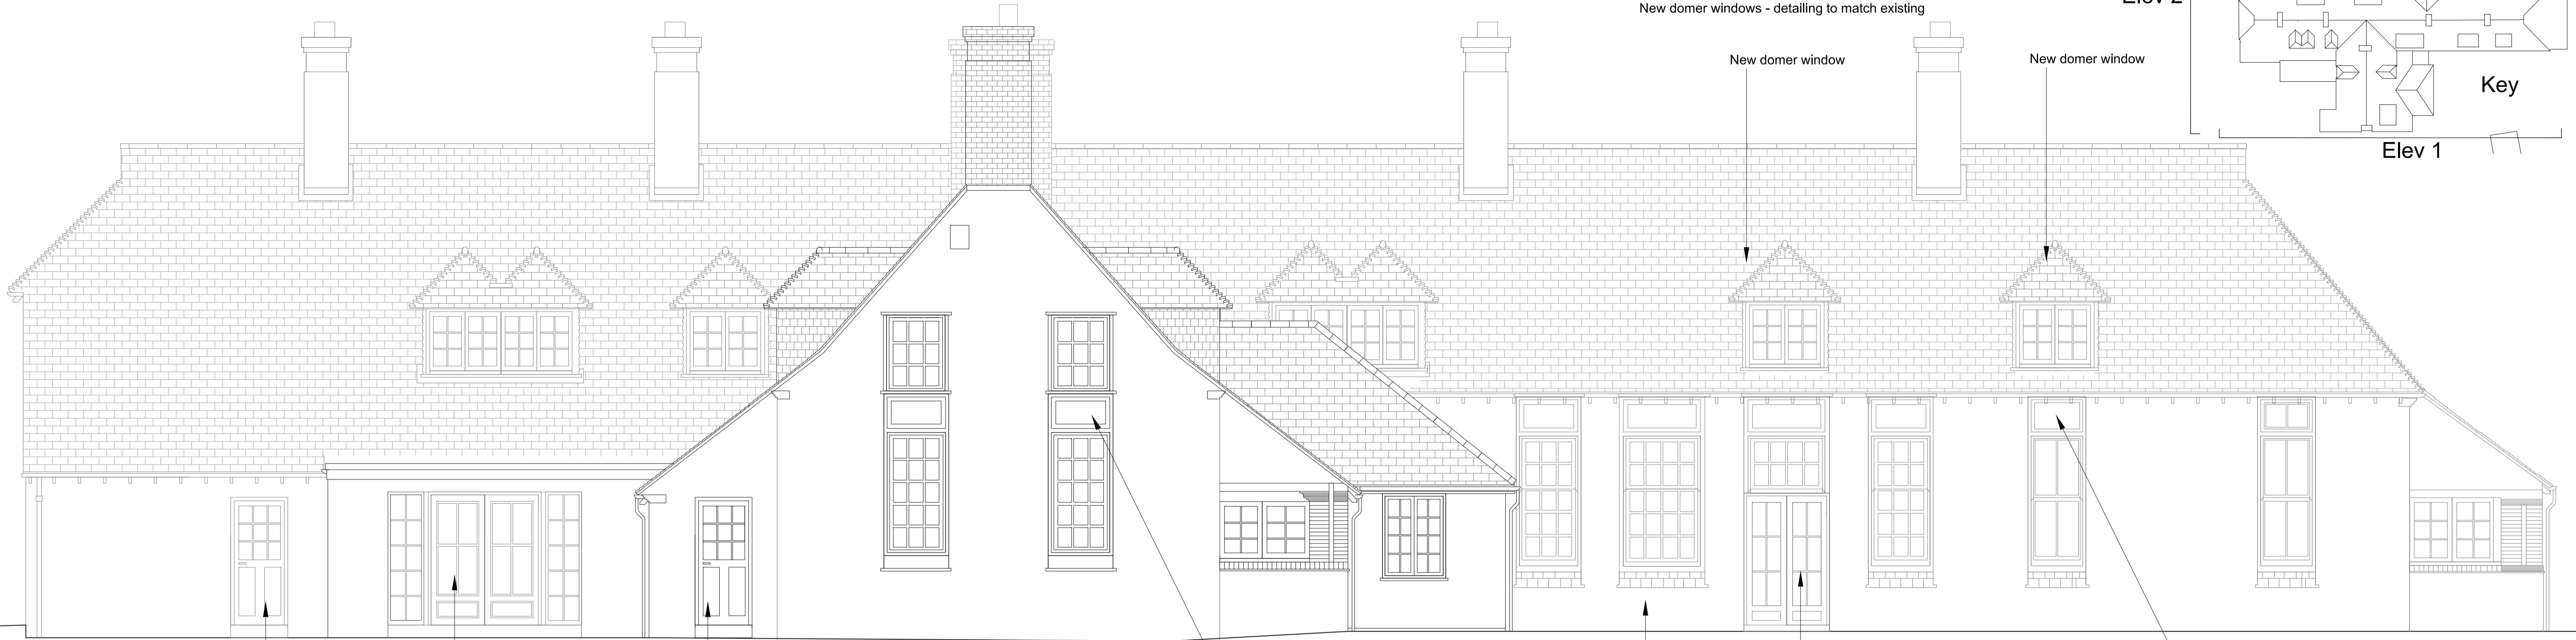 New domer windows - detailing to match existing
Elev 2
New domer window
New domer window
Key
Elev 1